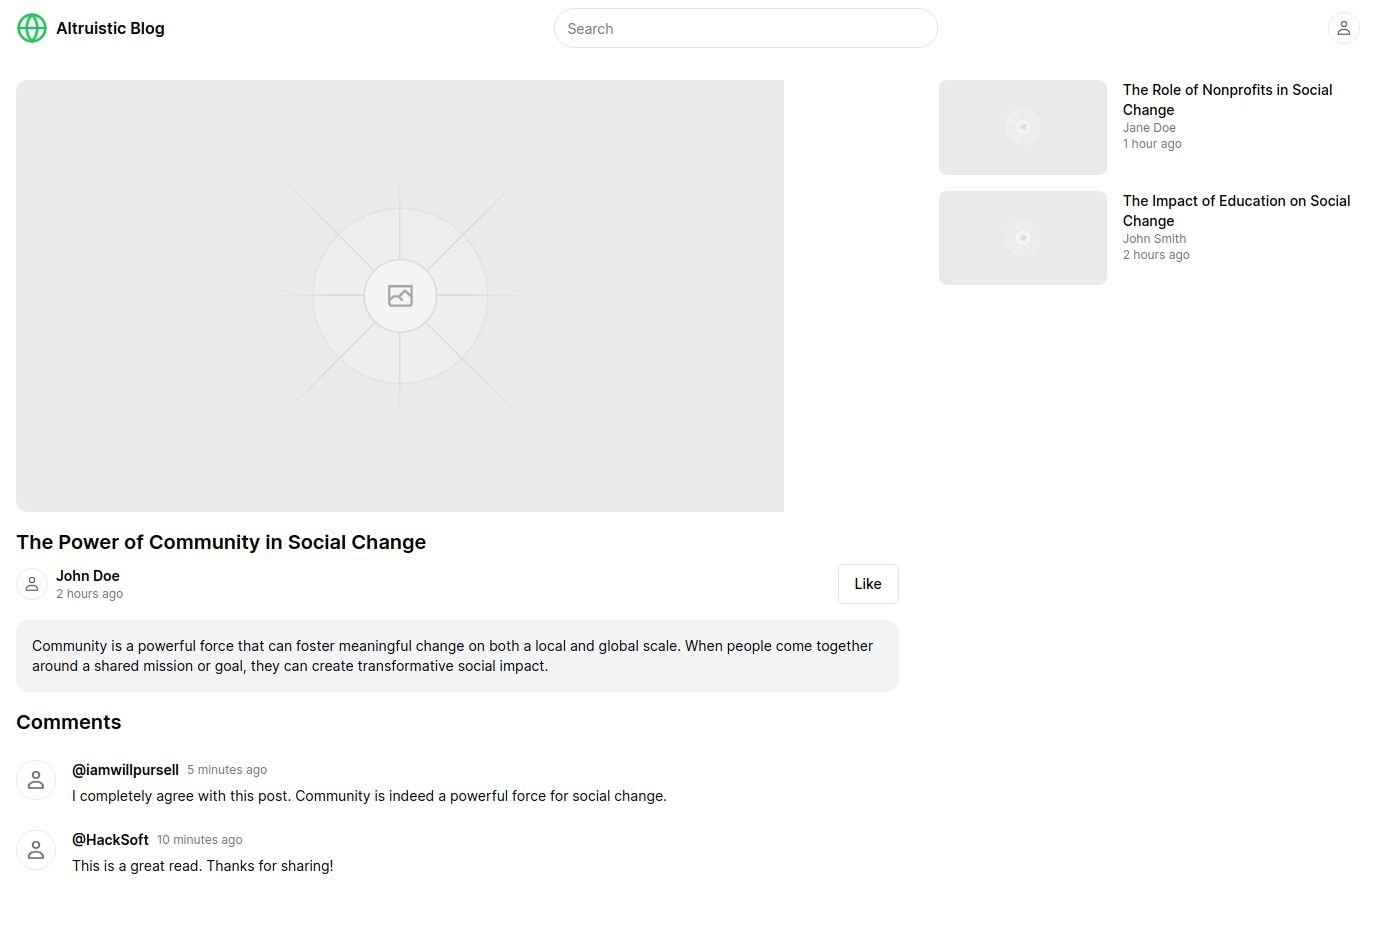 Altruistic Blog
Search
The Power of Community in Social Change
John Doe
2 hours ago
Like
Community is a powerful force that can foster meaningful change on both a local and global scale. When people come together
around a shared mission or goal, they can create transformative social impact.
Comments
@iamwillpursell 5 minutes ago
I completely agree with this post. Community is indeed a powerful force for social change.
@HackSoft 10 minutes ago
This is a great read. Thanks for sharing!
The Role of Nonprofits in Social
Change
Jane Doe
1 hour ago
The Impact of Education on Social
Change
John Smith
2 hours ago